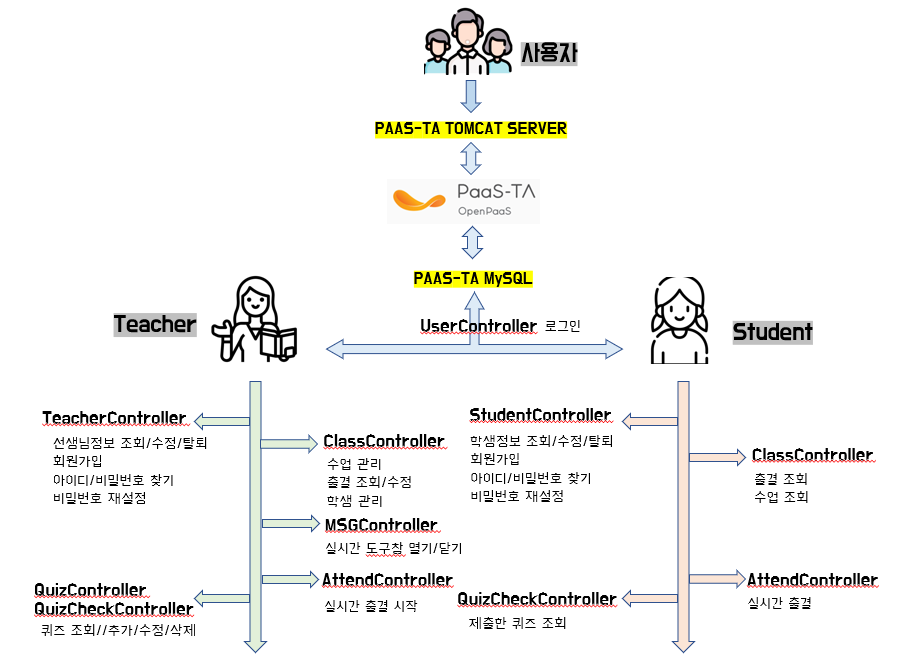 사용자
PAAS-TA TOMCAT SERVER
PaaS-TA
OpenPaaS
PAAS-TA MySQL
UserController 로그인
Teacher
Student
TeacherController
선생님정보 조회/수정/탈퇴
회원가입
아이디/비밀번호 찾기
비밀번호 재설정
ClassController
수업 관리
출결 조회/수정
학생 관리
MSGController
실시간 도구창 열기/닫기
AttendController
실시간 출결 시작
QuizController
QuizCheckController
퀴즈 조회//추가/수정/삭제
StudentController
학생정보 조회/수정/탈퇴
회원가입
아이디/비밀번호 찾기
비밀번호 재설정
ClassController
출결 조회
수업 조회
AttendController
실시간 출결
QuizCheckController
제출한 퀴즈 조회